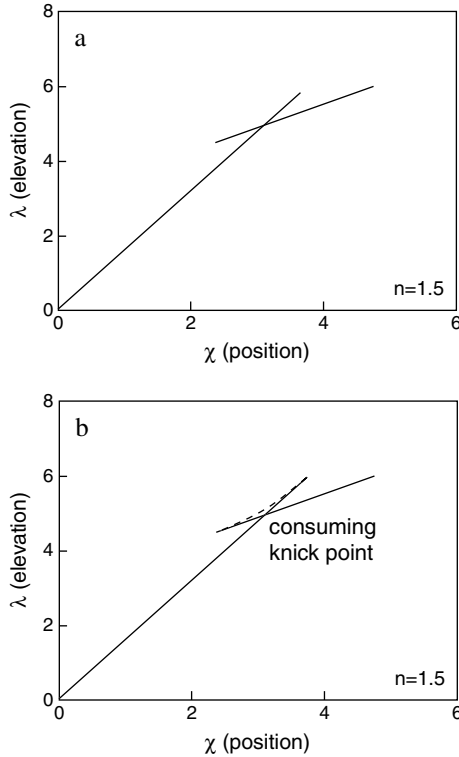 a
8
6
4
2
0
λ (elevation)
n=1.5
0 2 4 6
χ (position)
b
8
6
4
2
0
λ (elevation)
consuming
knick point
n=1.5
0 2 4 6
χ (position)